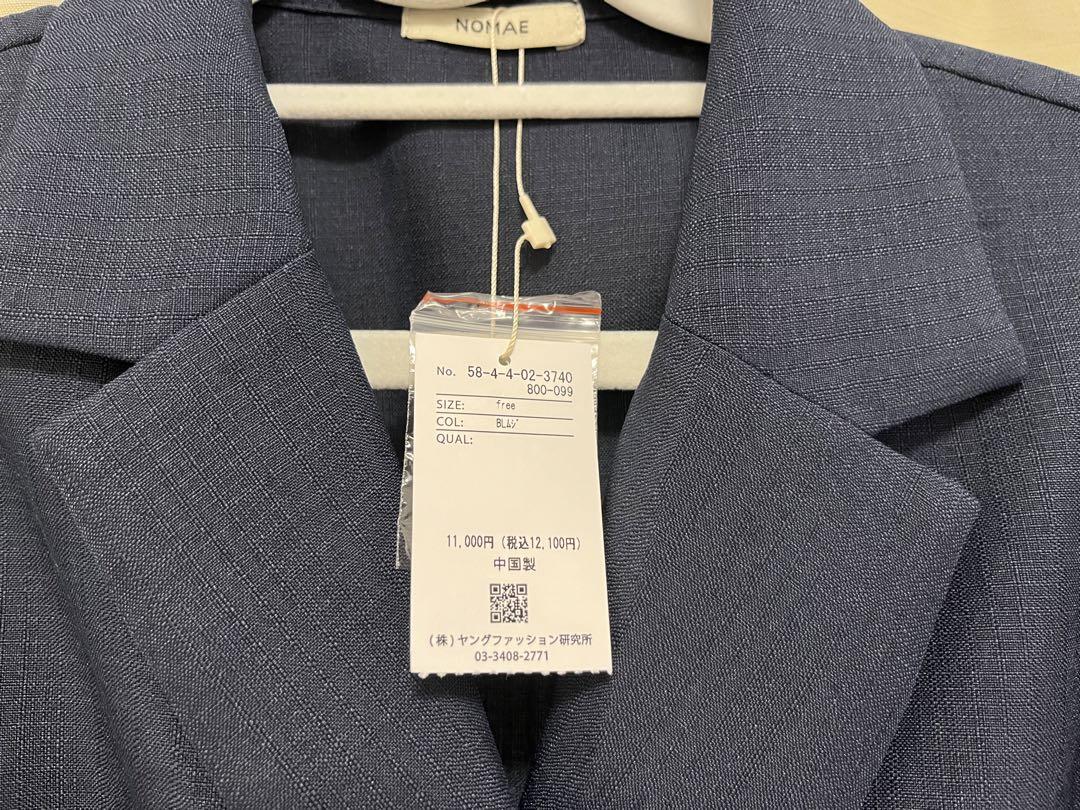 NOMAE
No. 58-4-4-02-3740
800-099
SIZE: free
COL: BLﾑｼﾞ
QUAL:
11,000円 (税込12,100円)
中国製
(株)ヤングファッション研究所
03-3408-2771